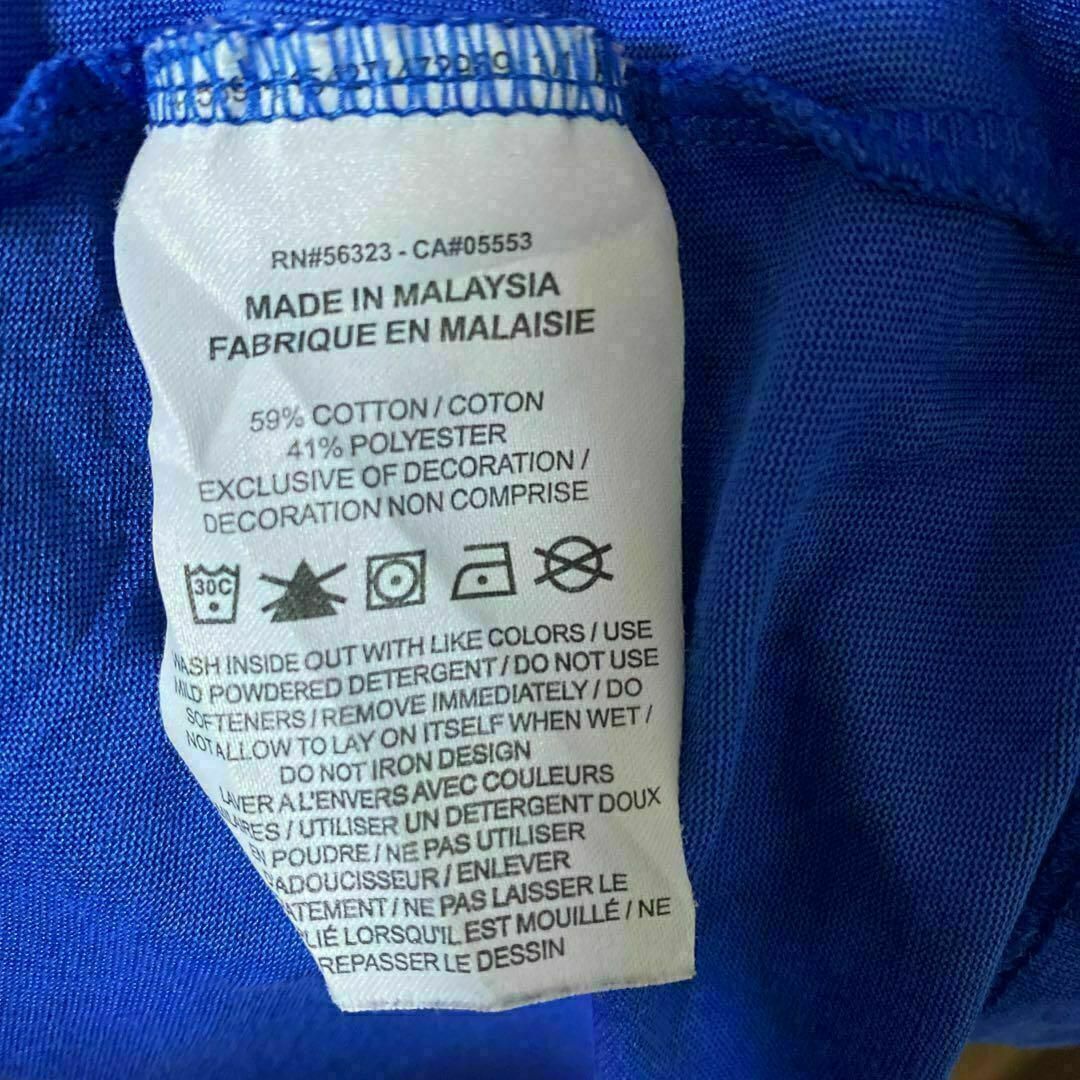 RN#56323 - CA#05553
MADE IN MALAYSIA
FABRIQUE EN MALAISIE
59% COTTON / COTON
41% POLYESTER
EXCLUSIVE OF DECORATION /
DECORATION NON COMPRISE
30C
WASH INSIDE OUT WITH LIKE COLORS / USE
MILD POWDERED DETERGENT / DO NOT USE
SOFTENERS / REMOVE IMMEDIATELY / DO
NOT ALLOW TO LAY ON ITSELF WHEN WET /
DO NOT IRON DESIGN
LAVER A L'ENVERS AVEC COULEURS
/ UTILISER UN DETERGENT DOUX
EN POUDRE / NE PAS UTILISER
ADOUCISSEUR / ENLEVER
/ NE PAS LAISSER LE
LORSQU'IL EST MOUILLÉ / NE
REPASSER LE DESSIN